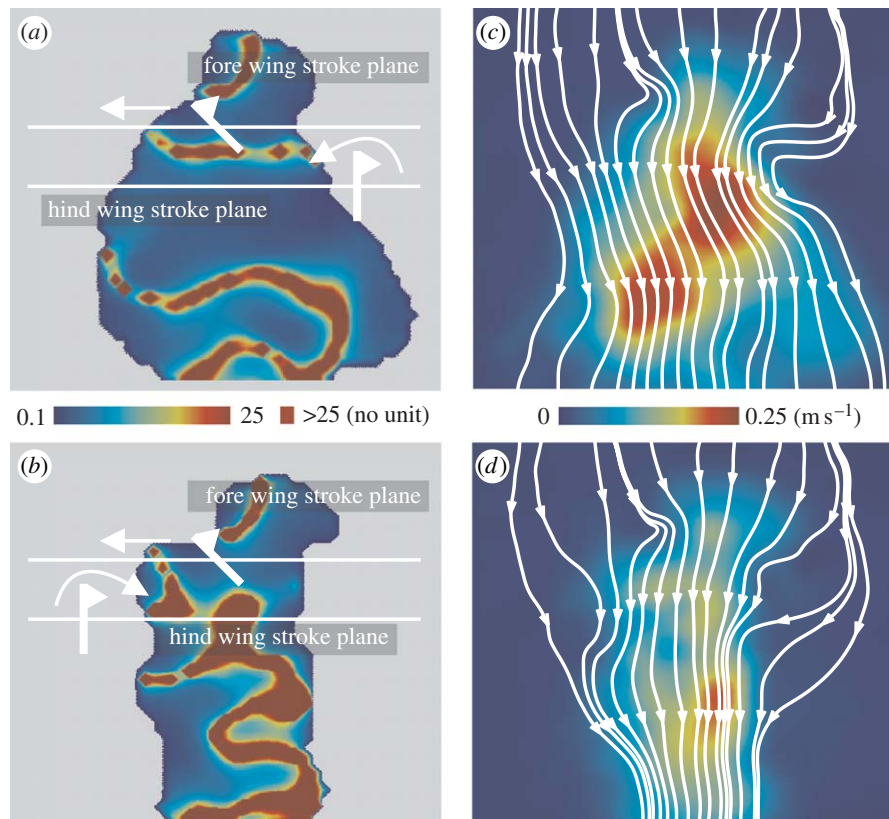 (a)
fore wing stroke plane
hind wing stroke plane
(c)
0.1 25 >25 (no unit)
0 0.25 (m s⁻¹)
(b)
fore wing stroke plane
hind wing stroke plane
(d)